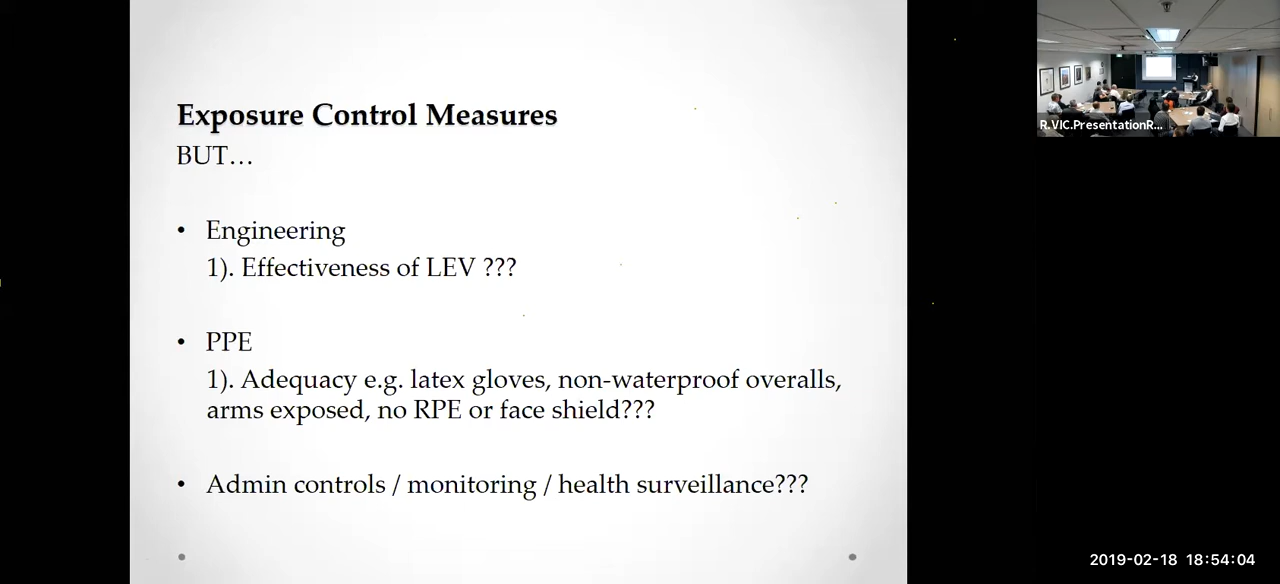 Exposure Control Measures
BUT…
• Engineering
1). Effectiveness of LEV ???
• PPE
1). Adequacy e.g. latex gloves, non-waterproof overalls,
arms exposed, no RPE or face shield???
• Admin controls / monitoring / health surveillance???
R.VIC.PresentationR...
2019-02-18 18:54:04